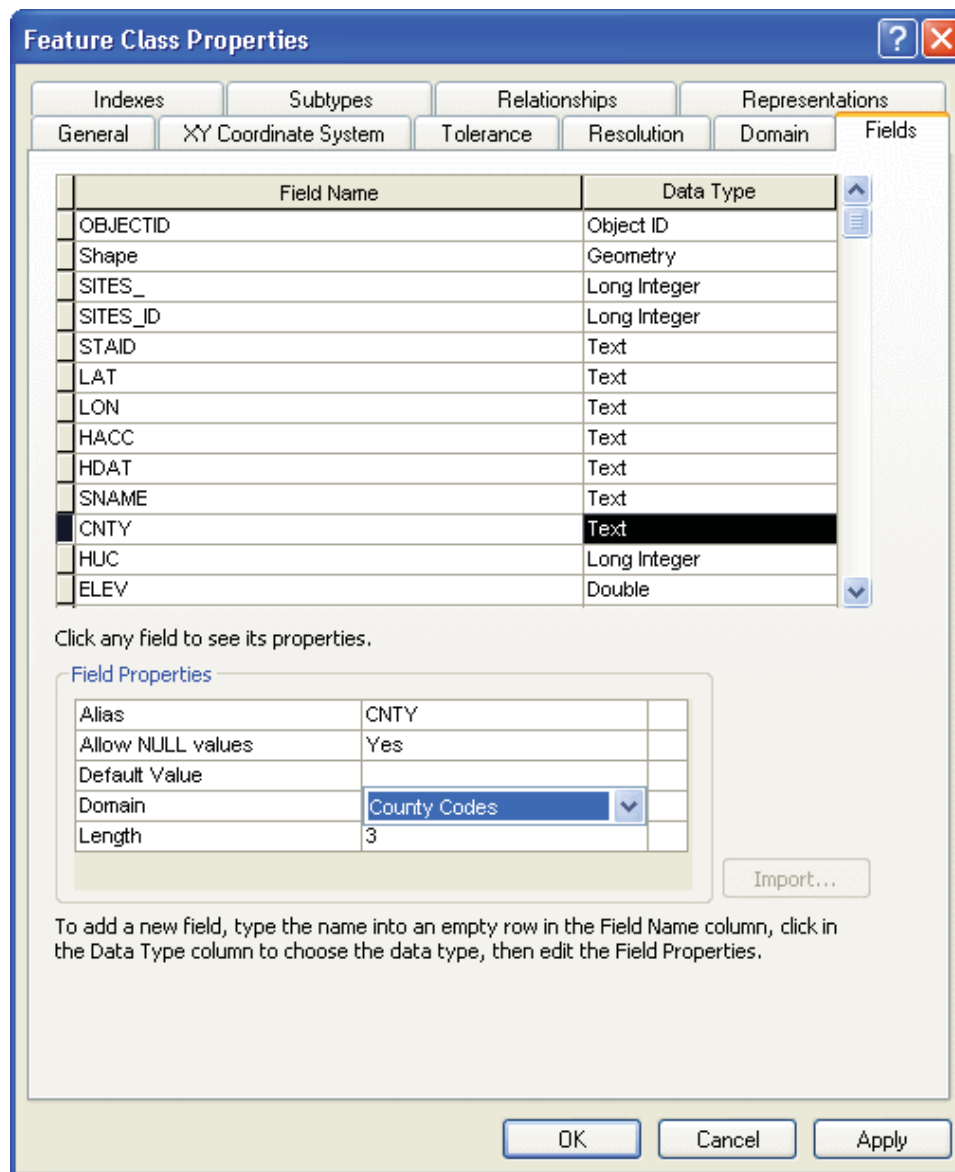 Feature Class Properties
Indexes Subtypes Relationships Representations
General XY Coordinate System Tolerance Resolution Domain Fields
Field Name Data Type
OBJECTID Object ID
Shape Geometry
SITES_ Long Integer
SITES_ID Long Integer
STAID Text
LAT Text
LON Text
HACC Text
HDAT Text
SNAME Text
CNTY Text
HUC Long Integer
ELEV Double
Click any field to see its properties.
Field Properties
Alias CNTY
Allow NULL values Yes
Default Value
Domain County Codes
Length 3
Import...
To add a new field, type the name into an empty row in the Field Name column, click in
the Data Type column to choose the data type, then edit the Field Properties.
OK Cancel Apply